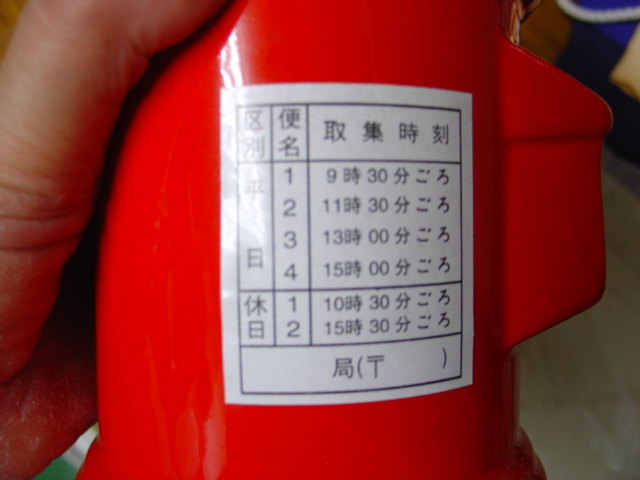 区別 便名 取集時刻
平日 1 9時30分ごろ
2 11時30分ごろ
3 13時00分ごろ
4 15時00分ごろ
休日 1 10時30分ごろ
2 15時30分ごろ
局(〒 )